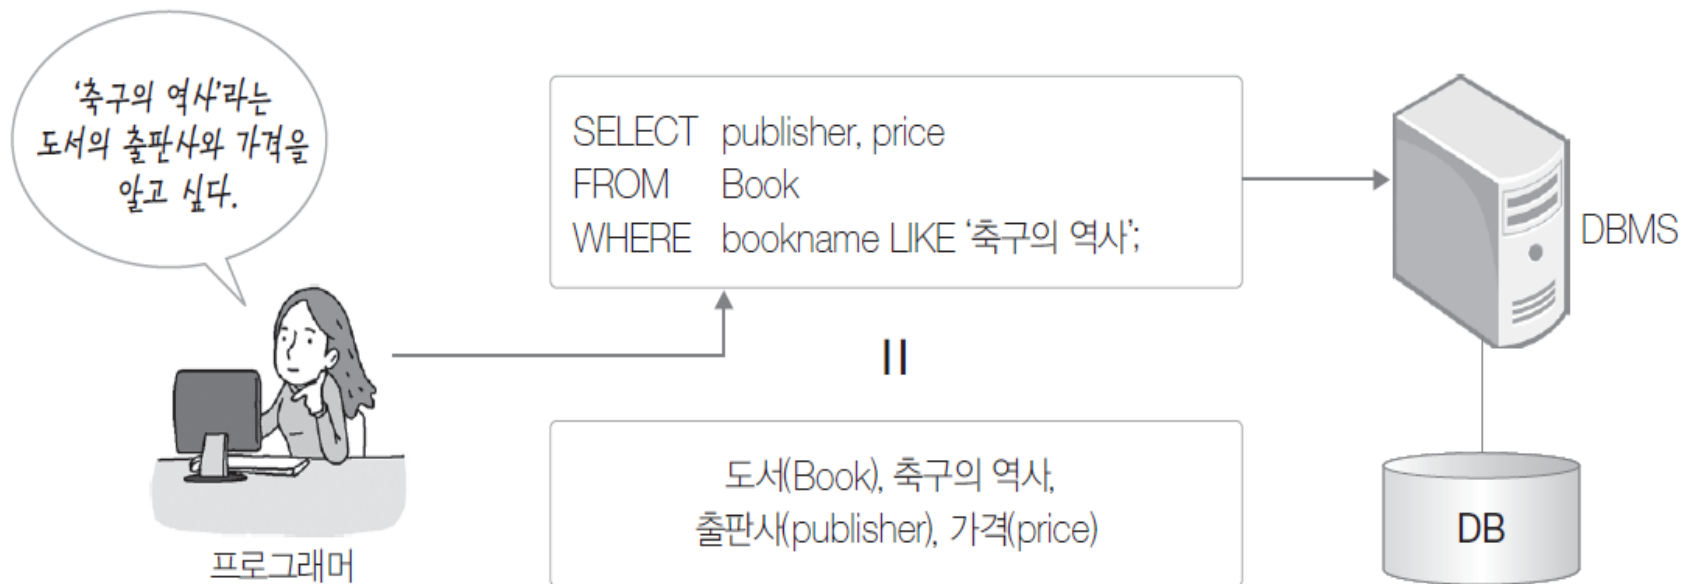 ‘축구의 역사’라는
도서의 출판사와 가격을
알고 싶다.
프로그래머
SELECT publisher, price
FROM Book
WHERE bookname LIKE ‘축구의 역사’;
=
도서(Book), 축구의 역사,
출판사(publisher), 가격(price)
DBMS
DB